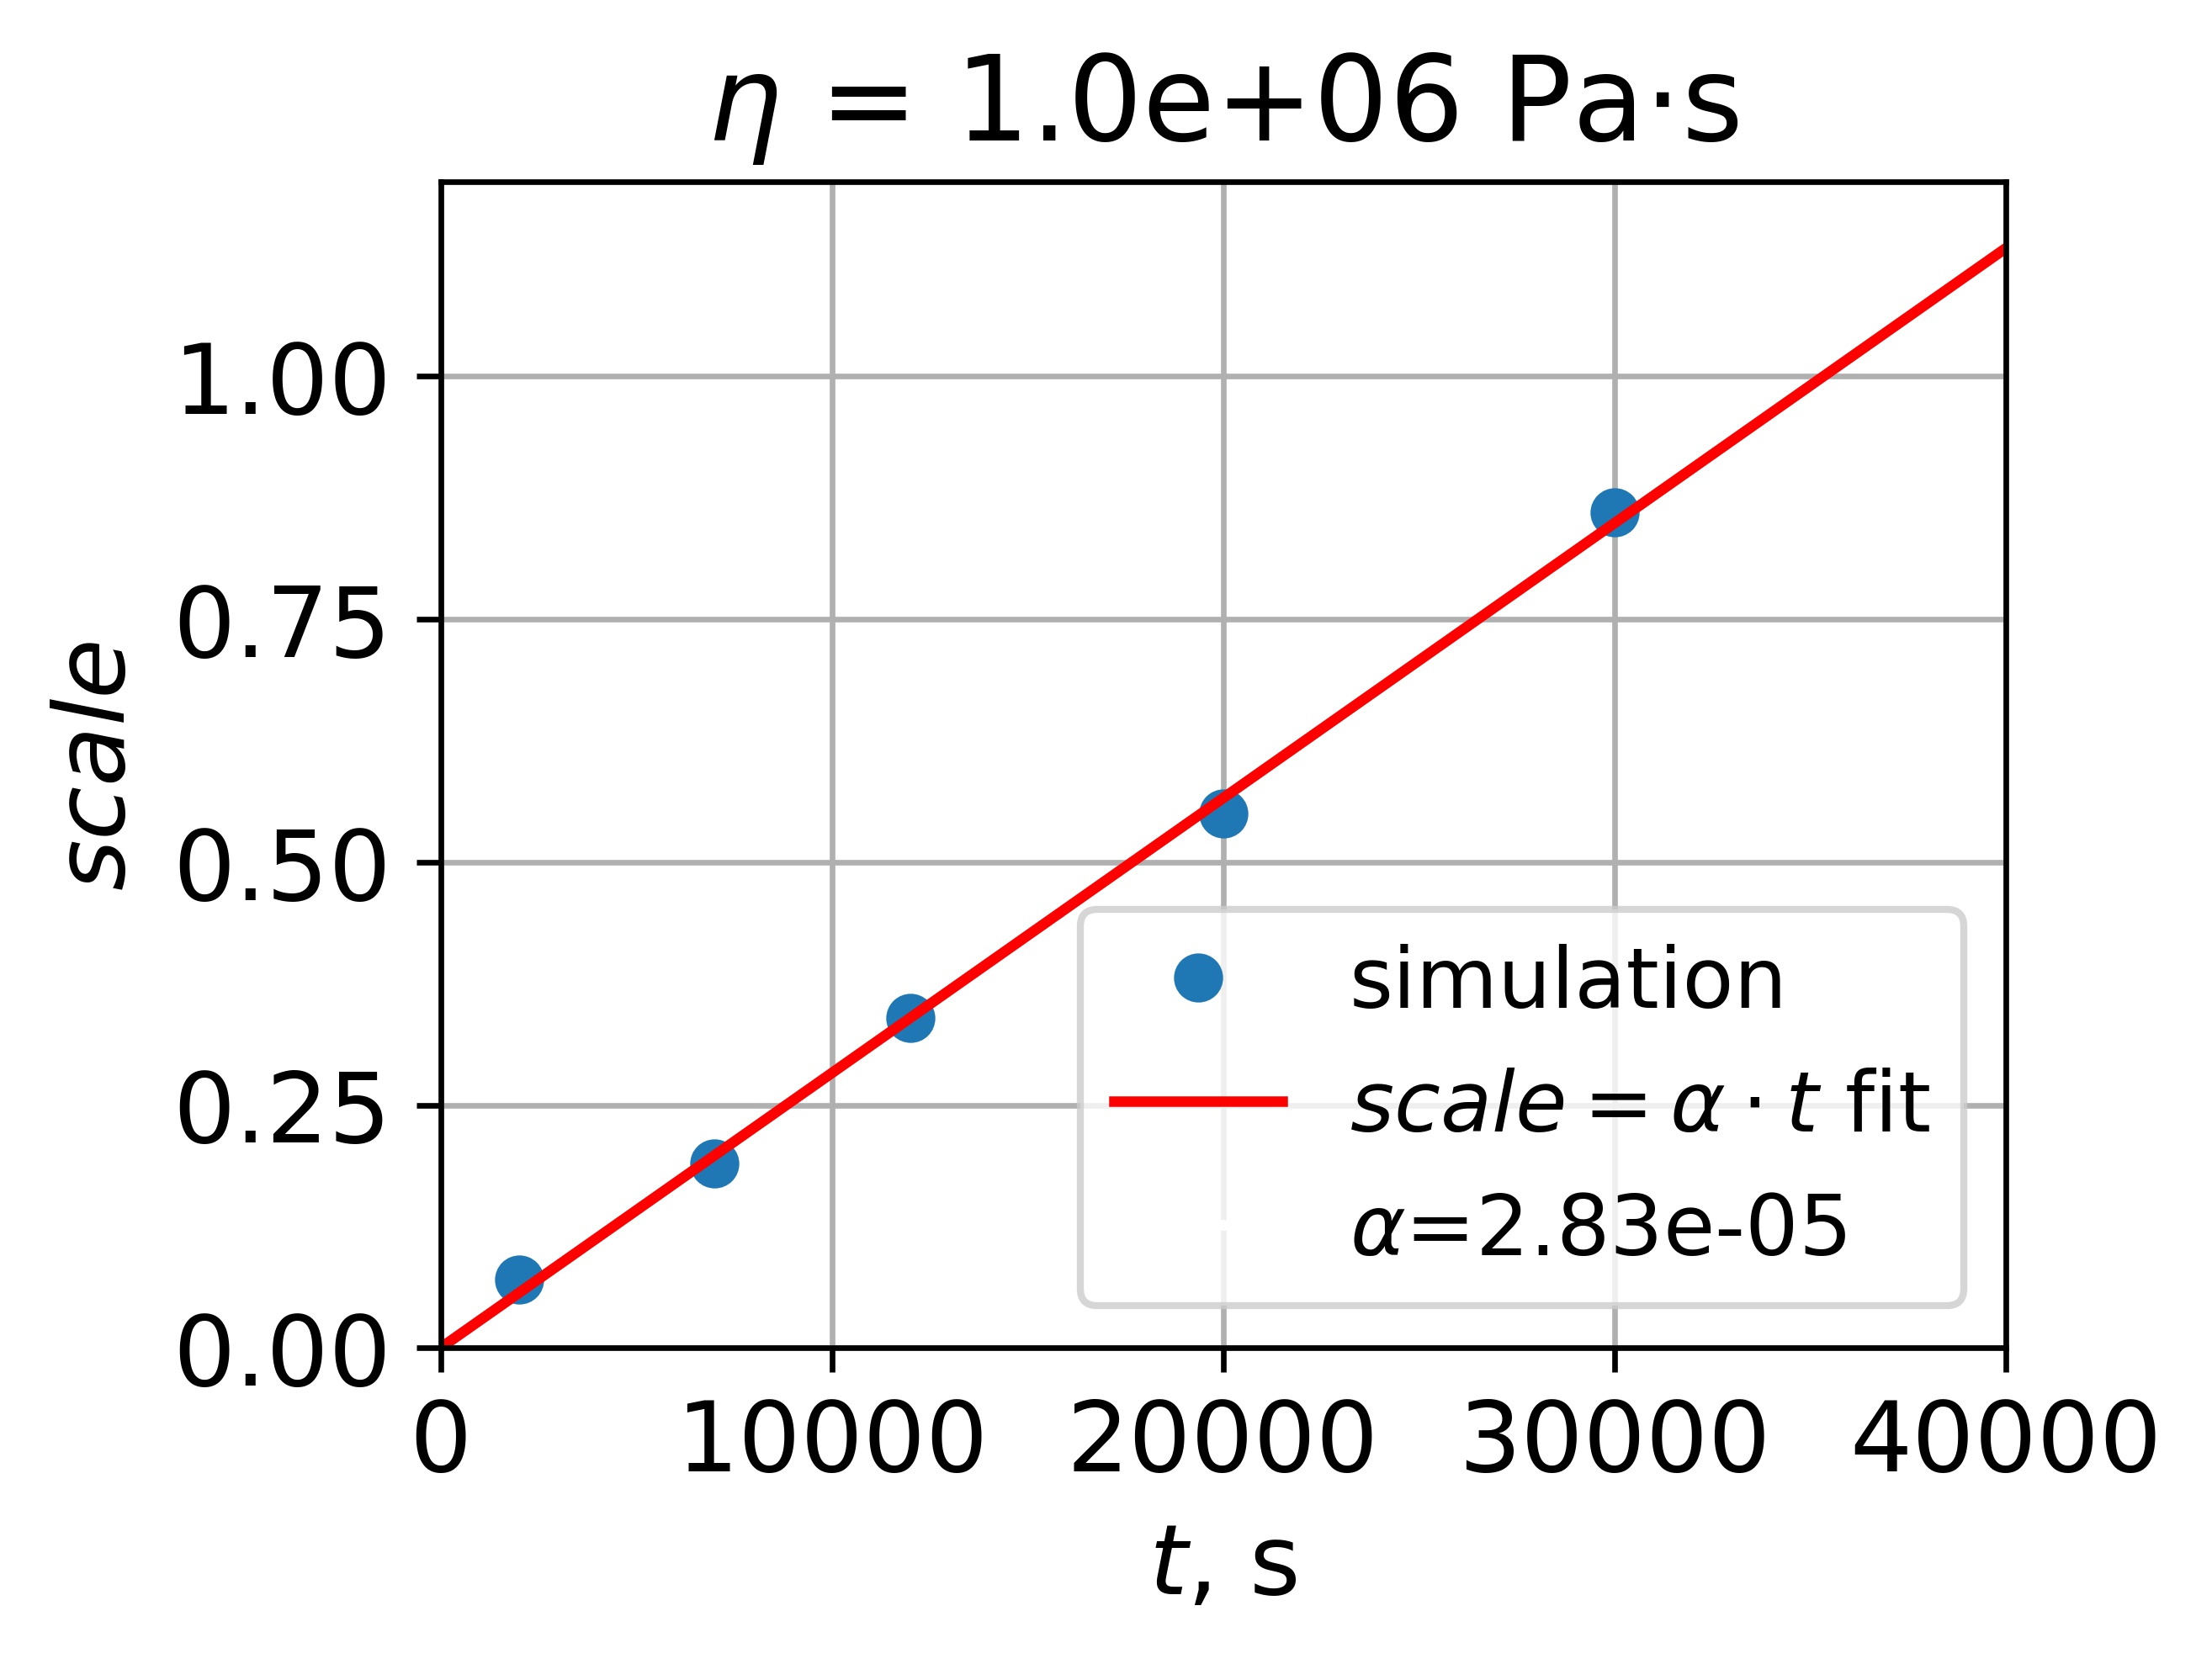 η = 1.0e+06 Pa·s
scale
1.00
0.75
0.50
0.25
0.00
simulation
scale = α · t fit
α=2.83e-05
0 10000 20000 30000 40000
t, s